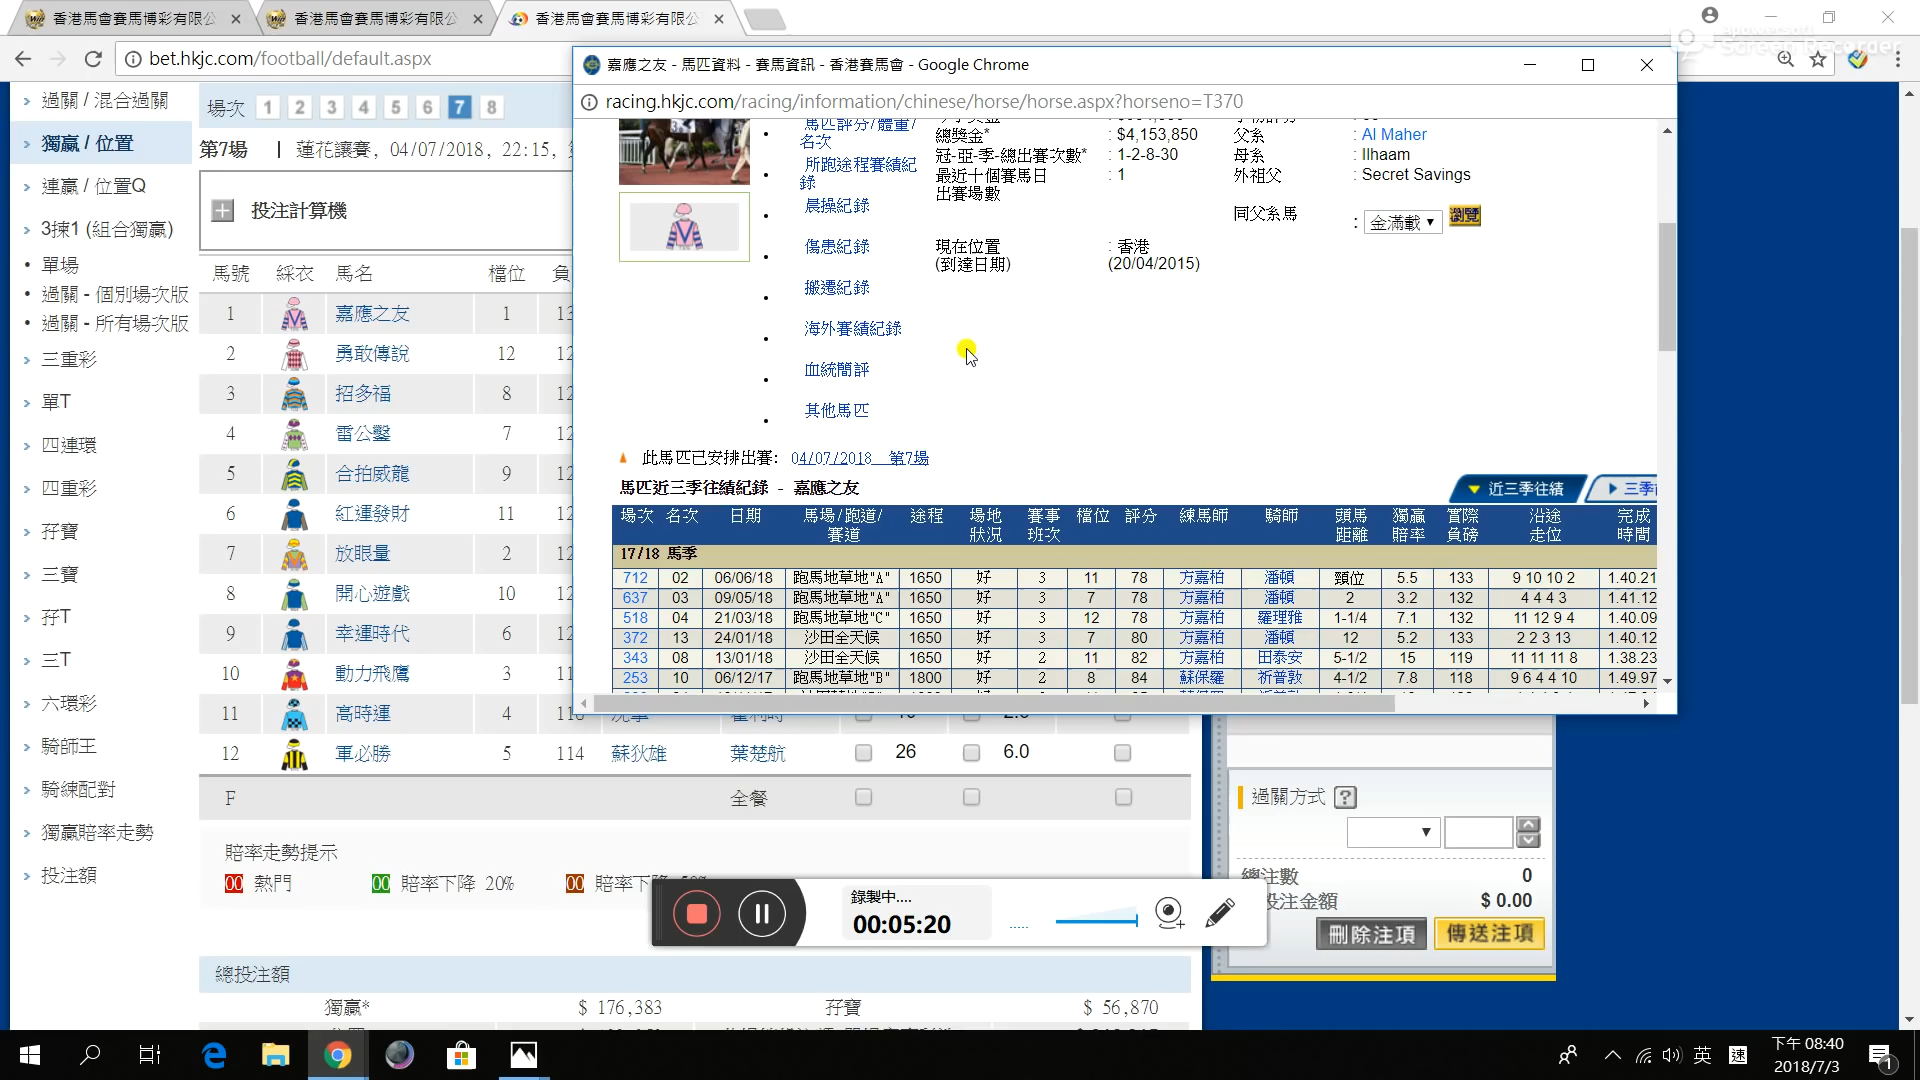 香港馬會賽馬博彩有限公
香港馬會賽馬博彩有限公
香港馬會賽馬博彩有限公
bet.hkjc.com/football/default.aspx
Apowersoft
Screen Recorder
嘉應之友 - 馬匹資料 - 賽馬資訊 - 香港賽馬會 - Google Chrome
racing.hkjc.com/racing/information/chinese/horse/horse.aspx?horseno=T370
過關 / 混合過關
獨贏 / 位置
連贏 / 位置Q
3揀1 (組合獨贏)
單場
過關 - 個別場次版
過關 - 所有場次版
三重彩
單T
四連環
四重彩
孖寶
三寶
孖T
三T
六環彩
騎師王
騎練配對
獨贏賠率走勢
投注額
場次 1 2 3 4 5 6 7 8
第7場 | 蓮花讓賽, 04/07/2018, 22:15,
投注計算機
馬號 綵衣 馬名 檔位 負
1 嘉應之友 1 13
2 勇敢傳說 12 12
3 招多福 8 12
4 雷公鑿 7 12
5 合拍威龍 9 12
6 紅運發財 11 12
7 放眼量 2 12
8 開心遊戲 10 12
9 幸運時代 6 12
10 動力飛鷹 3 11
11 高時運 4 116
12 軍必勝 5 114 蘇狄雄 葉楚航 26 6.0
F 全餐
賠率走勢提示
00 熱門 00 賠率下降 20% 00 賠率下降
總投注額
獨贏* $ 176,383 孖寶 $ 56,870
馬匹評分/體重/
名次
所跑途程賽績紀
錄
晨操紀錄
傷患紀錄
搬遷紀錄
海外賽績紀錄
血統簡評
其他馬匹
總獎金* : $4,153,850
冠-亞-季-總出賽次數* : 1-2-8-30
最近十個賽馬日 : 1
出賽場數
現在位置 : 香港
(到達日期) (20/04/2015)
父系 : Al Maher
母系 : Ilhaam
外祖父 : Secret Savings
同父系馬 : 金滿載 瀏覽
此馬匹已安排出賽: 04/07/2018 第7場
馬匹近三季往績紀錄 - 嘉應之友
近三季往績
場次 名次 日期 馬場/跑道/賽道 途程 場地狀況 賽事班次 檔位 評分 練馬師 騎師 頭馬距離 獨贏賠率 實際負磅 沿途走位 完成時間
17/18 馬季
712 02 06/06/18 跑馬地草地"A" 1650 好 3 11 78 方嘉柏 潘頓 頸位 5.5 133 9 10 10 2 1.40.21
637 03 09/05/18 跑馬地草地"A" 1650 好 3 7 78 方嘉柏 潘頓 2 3.2 132 4 4 4 3 1.41.12
518 04 21/03/18 跑馬地草地"C" 1650 好 3 12 78 方嘉柏 羅理雅 1-1/4 7.1 132 11 12 9 4 1.40.09
372 13 24/01/18 沙田全天候 1650 好 3 7 80 方嘉柏 潘頓 12 5.2 133 2 2 3 13 1.40.12
343 08 13/01/18 沙田全天候 1650 好 2 11 82 方嘉柏 田泰安 5-1/2 15 119 11 11 11 8 1.38.23
253 10 06/12/17 跑馬地草地"B" 1800 好 2 8 84 蘇保羅 祈普敦 4-1/2 7.8 118 9 6 4 4 10 1.49.97
過關方式 ?
總注數 0
投注金額 $ 0.00
刪除注項 傳送注項
錄製中....
00:05:20
英 速
下午 08:40
2018/7/3
1